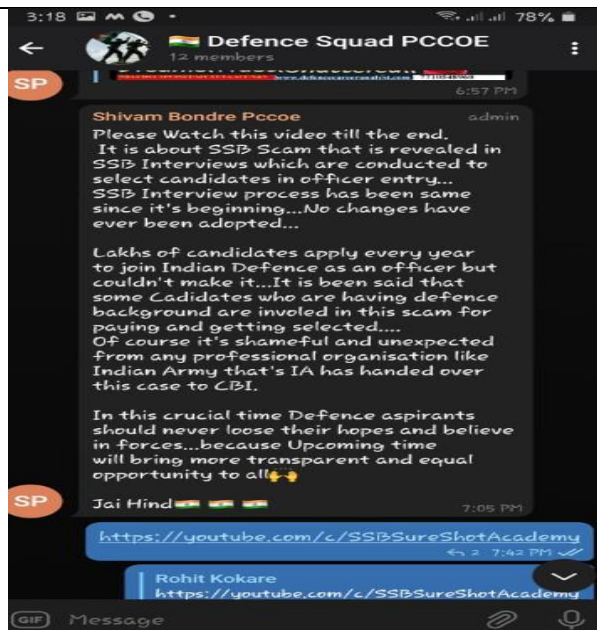 3:18 78%
🇮🇳 Defence Squad PCCOE
12 members
SP
6:57 PM
Shivam Bondre Pccoe admin
Please Watch this video till the end.
It is about SSB Scam that is revealed in
SSB Interviews which are conducted to
select candidates in officer entry...
SSB Interview process has been same
since it's beginning...No changes have
ever been adopted...
Lakhs of candidates apply every year
to join Indian Defence as an officer but
couldn't make it...It is been said that
some Cadidates who are having defence
background are involed in this scam for
paying and getting selected....
Of course it's shameful and unexpected
from any professional organisation like
Indian Army that's IA has handed over
this case to CBI.
In this crucial time Defence aspirants
should never loose their hopes and believe
in forces...because Upcoming time
will bring more transparent and equal
opportunity to all🙌
SP
Jai Hind🇮🇳 🇮🇳 🇮🇳 7:05 PM
https://youtube.com/c/SSBSureShotAcademy
2 7:42 PM
Rohit Kokare
https://youtube.com/c/SSBSureShotAcademy
GIF Message